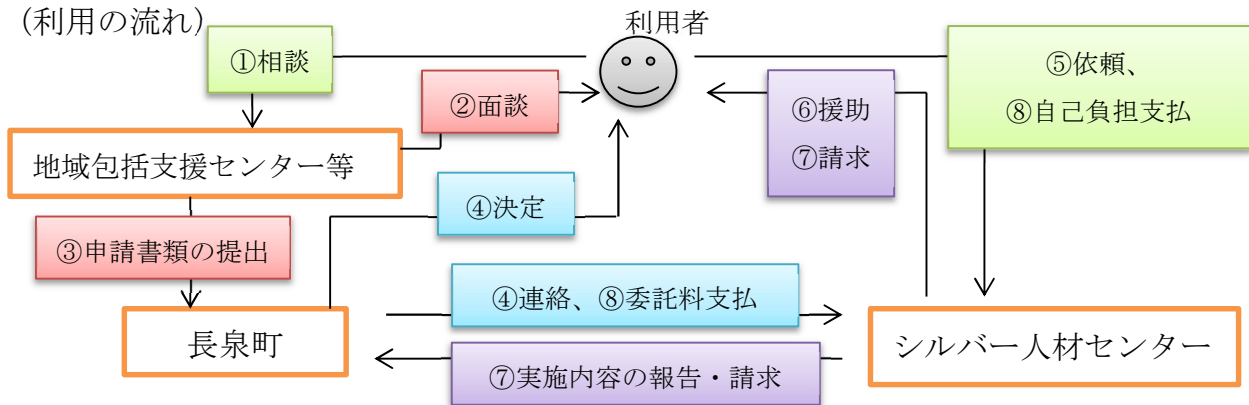 (利用の流れ)
利用者
①相談
②面談
⑤依頼、
⑧自己負担支払
⑥援助
⑦請求
地域包括支援センター等
④決定
③申請書類の提出
④連絡、⑧委託料支払
長泉町
シルバー人材センター
⑦実施内容の報告・請求